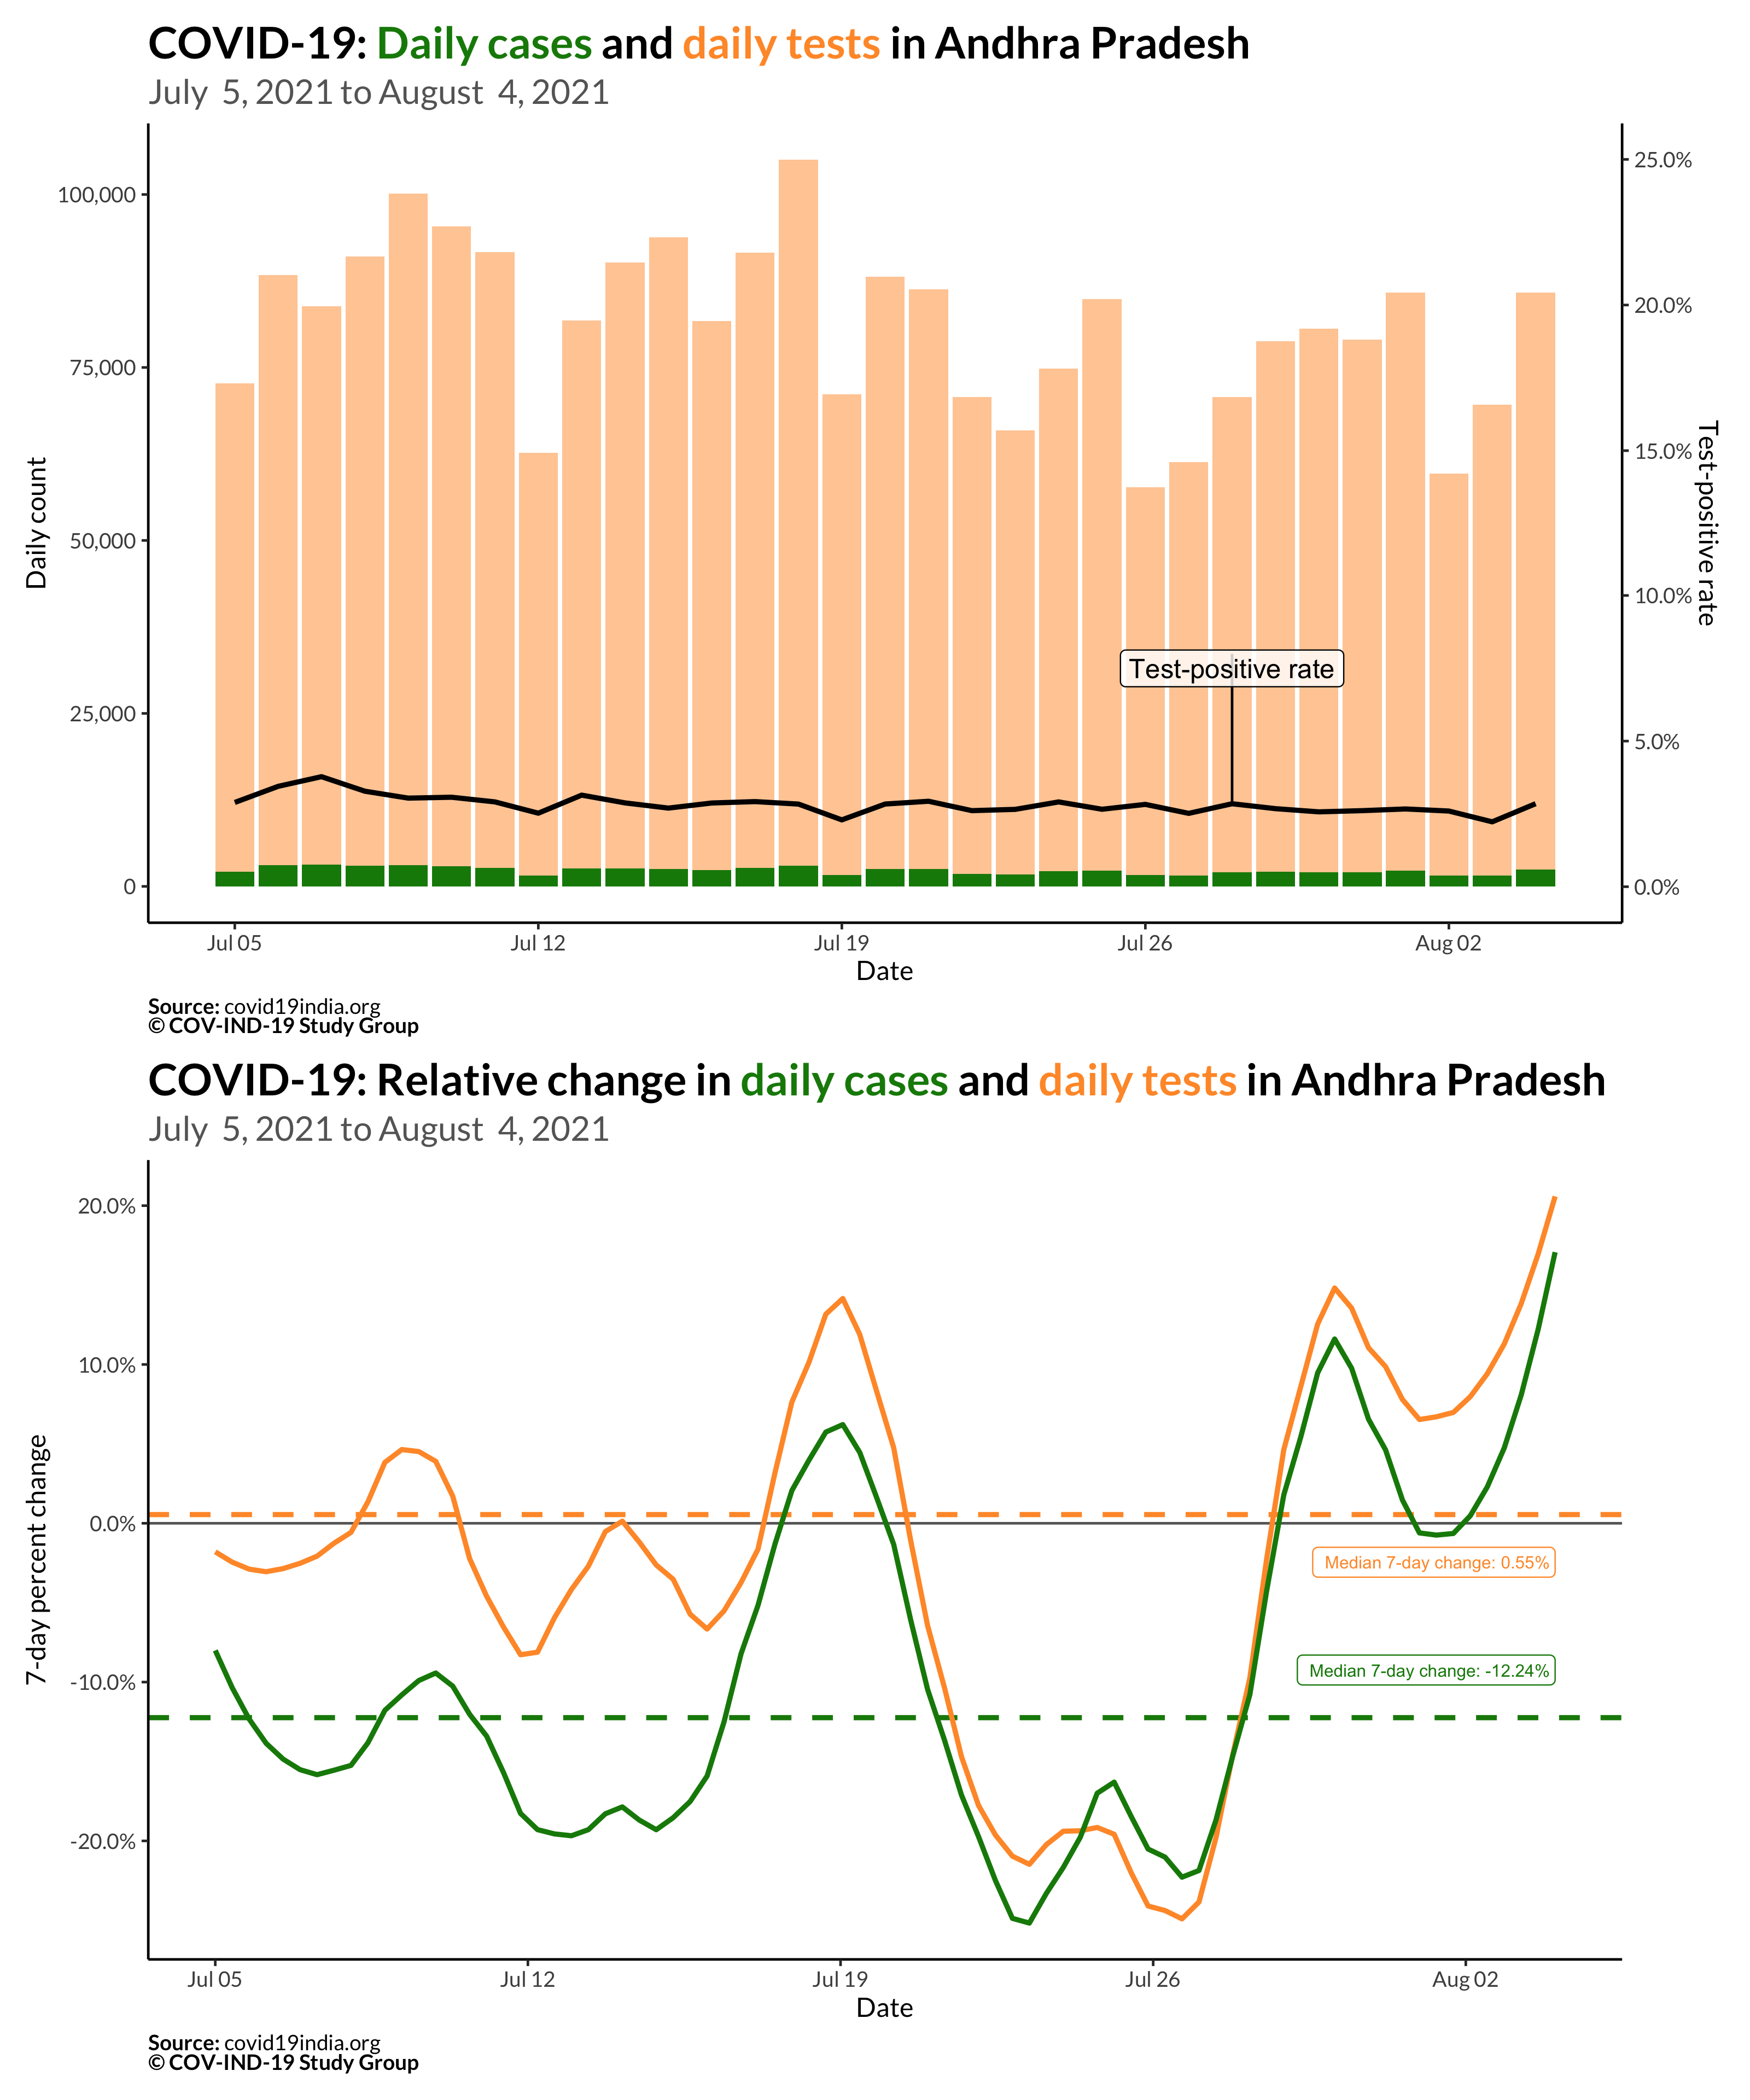 COVID-19: Daily cases and daily tests in Andhra Pradesh
July  5, 2021 to August  4, 2021
100,000
75,000
50,000
25,000
0
Daily count
25.0%
20.0%
15.0%
10.0%
5.0%
0.0%
Test-positive rate
Test-positive rate
Jul 05
Jul 12
Jul 19
Jul 26
Aug 02
Date
Source: covid19india.org
© COV-IND-19 Study Group
COVID-19: Relative change in daily cases and daily tests in Andhra Pradesh
July  5, 2021 to August  4, 2021
20.0%
10.0%
0.0%
-10.0%
-20.0%
7-day percent change
Median 7-day change: 0.55%
Median 7-day change: -12.24%
Jul 05
Jul 12
Jul 19
Jul 26
Aug 02
Date
Source: covid19india.org
© COV-IND-19 Study Group